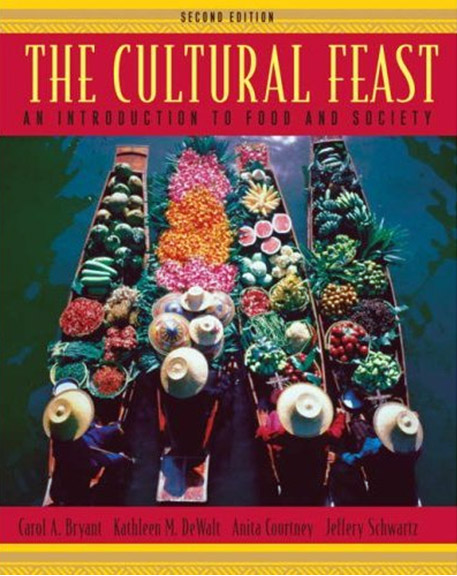 SECOND EDITION
THE CULTURAL FEAST
AN INTRODUCTION TO FOOD AND SOCIETY
Carol A. Bryant Kathleen M. DeWalt Anita Courtney Jeffery Schwartz